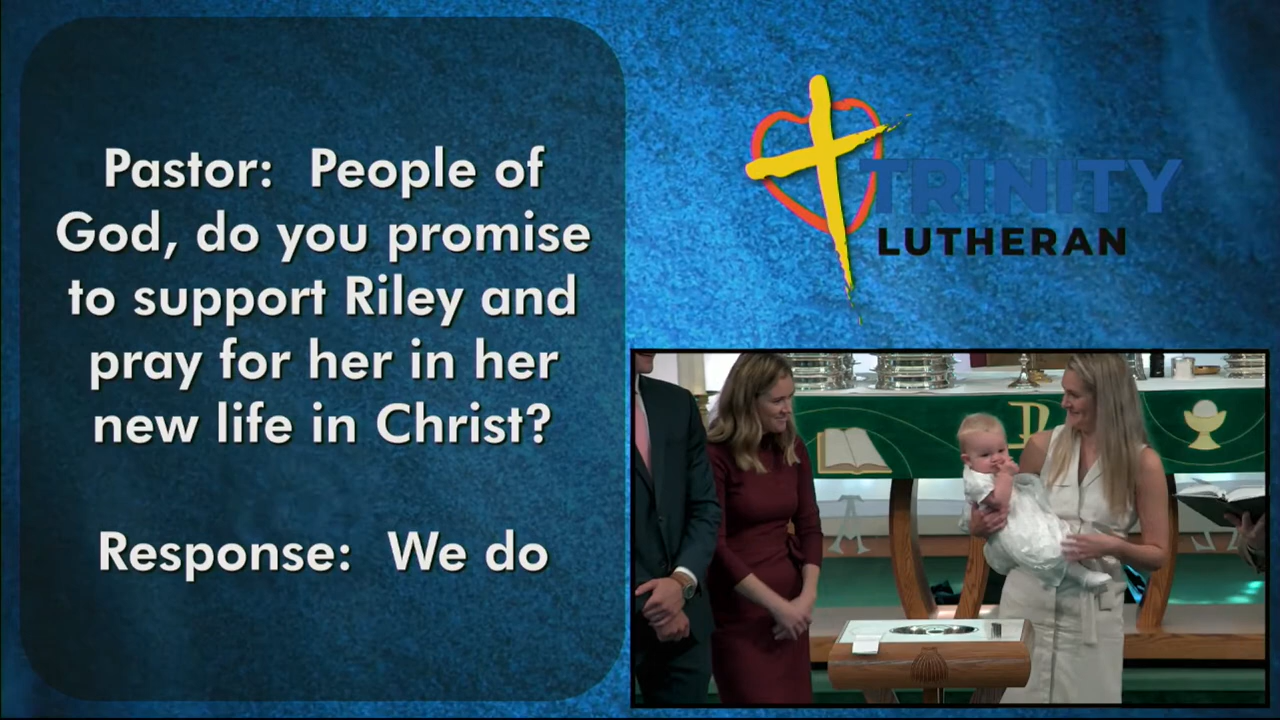 Pastor:  People of
God, do you promise
to support Riley and
pray for her in her
new life in Christ?
Response:  We do
TRINITY
LUTHERAN